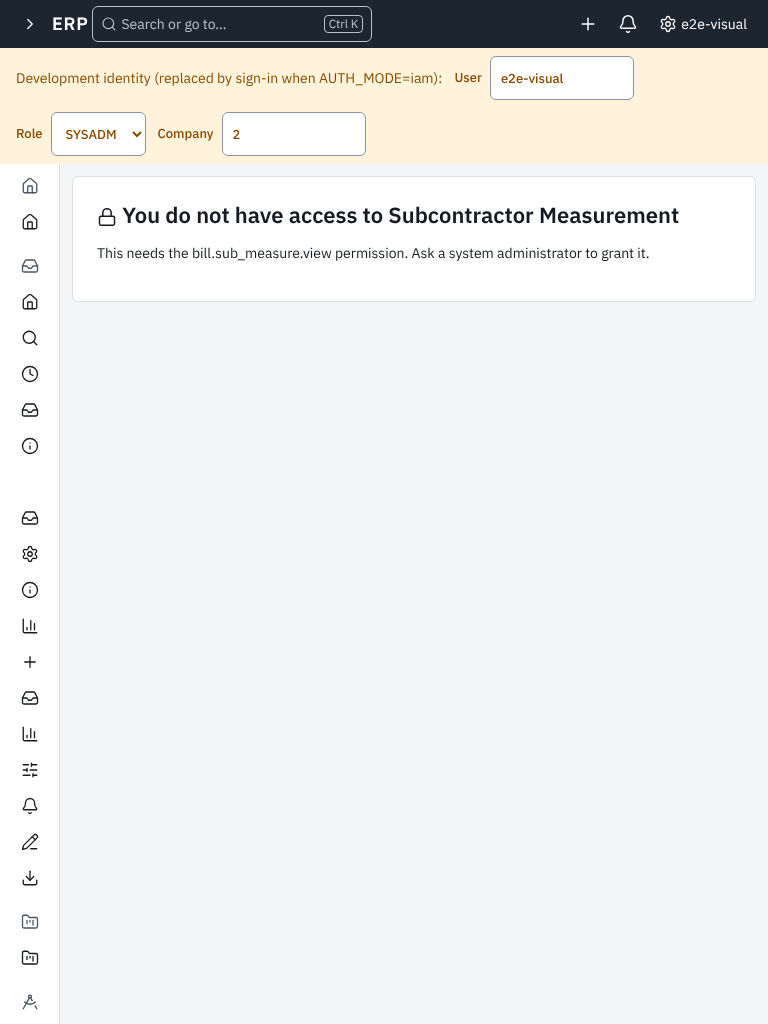 ERP Search or go to... Ctrl K e2e-visual
Development identity (replaced by sign-in when AUTH_MODE=iam): User e2e-visual
Role SYSADM Company 2
You do not have access to Subcontractor Measurement
This needs the bill.sub_measure.view permission. Ask a system administrator to grant it.